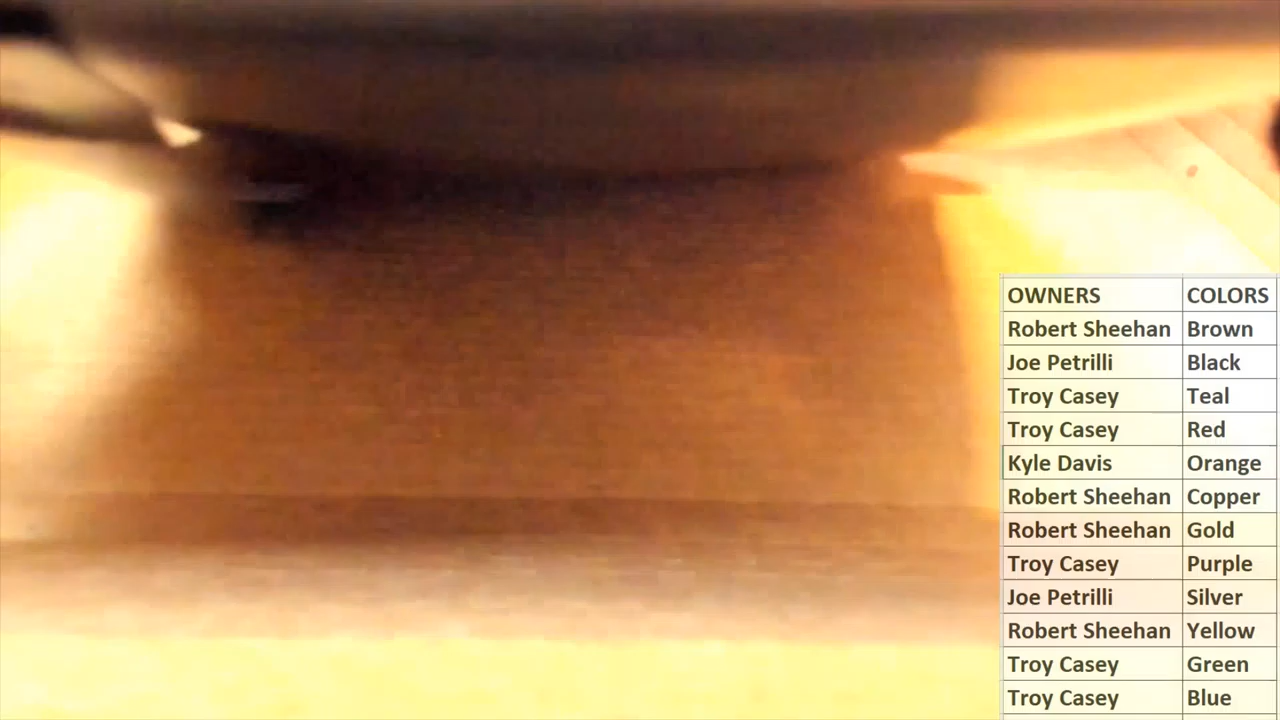 OWNERS COLORS
Robert Sheehan Brown
Joe Petrilli Black
Troy Casey Teal
Troy Casey Red
Kyle Davis Orange
Robert Sheehan Copper
Robert Sheehan Gold
Troy Casey Purple
Joe Petrilli Silver
Robert Sheehan Yellow
Troy Casey Green
Troy Casey Blue